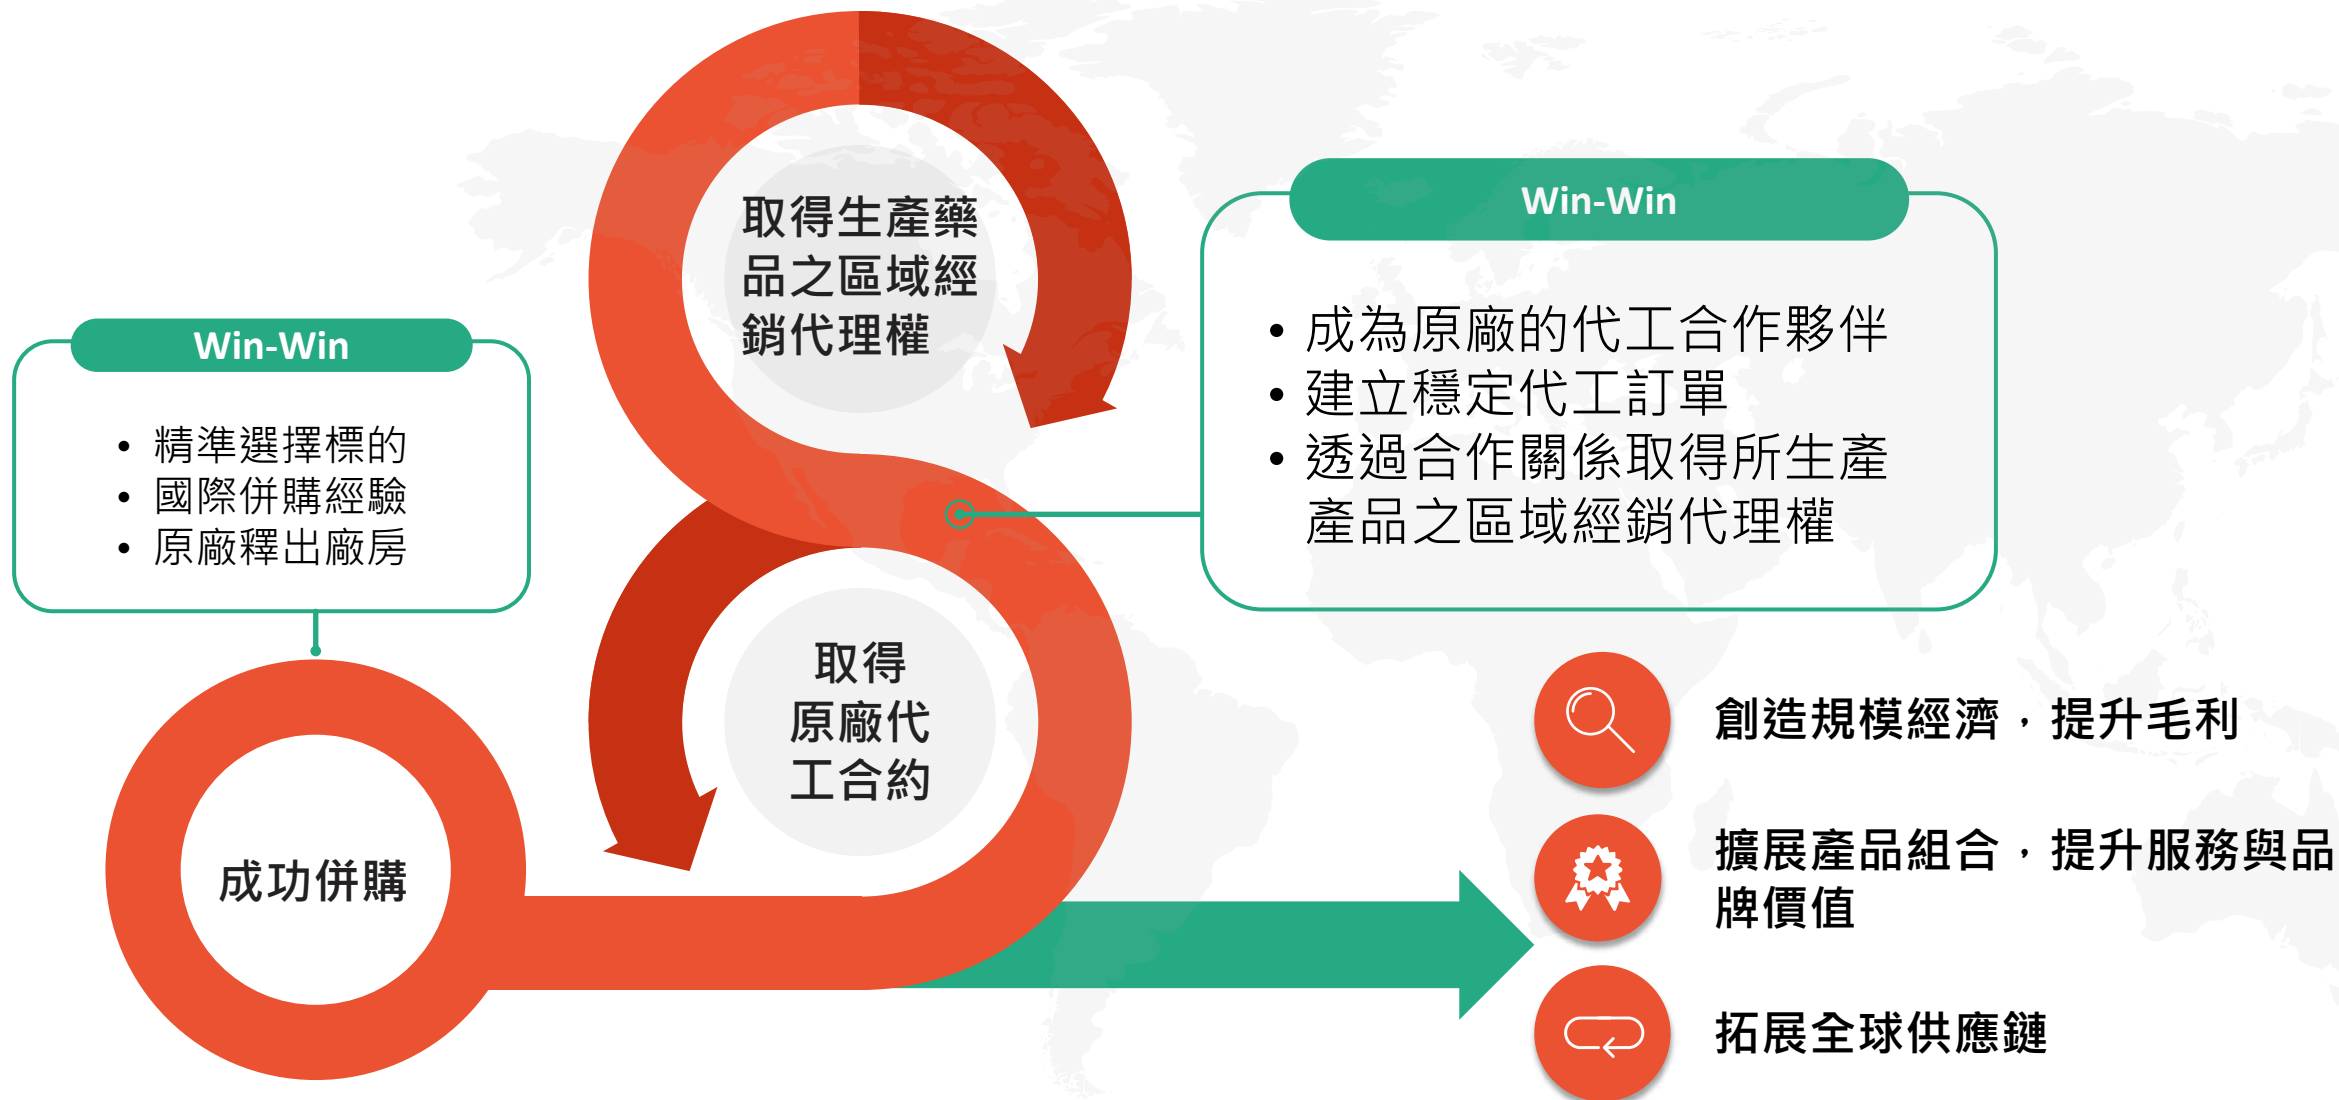 Win-Win
• 精準選擇標的
• 國際併購經驗
• 原廠釋出廠房
成功併購
取得生產藥
品之區域經
銷代理權
取得
原廠代
工合約
Win-Win
• 成為原廠的代工合作夥伴
• 建立穩定代工訂單
• 透過合作關係取得所生產
產品之區域經銷代理權
創造規模經濟，提升毛利
擴展產品組合，提升服務與品
牌價值
拓展全球供應鏈